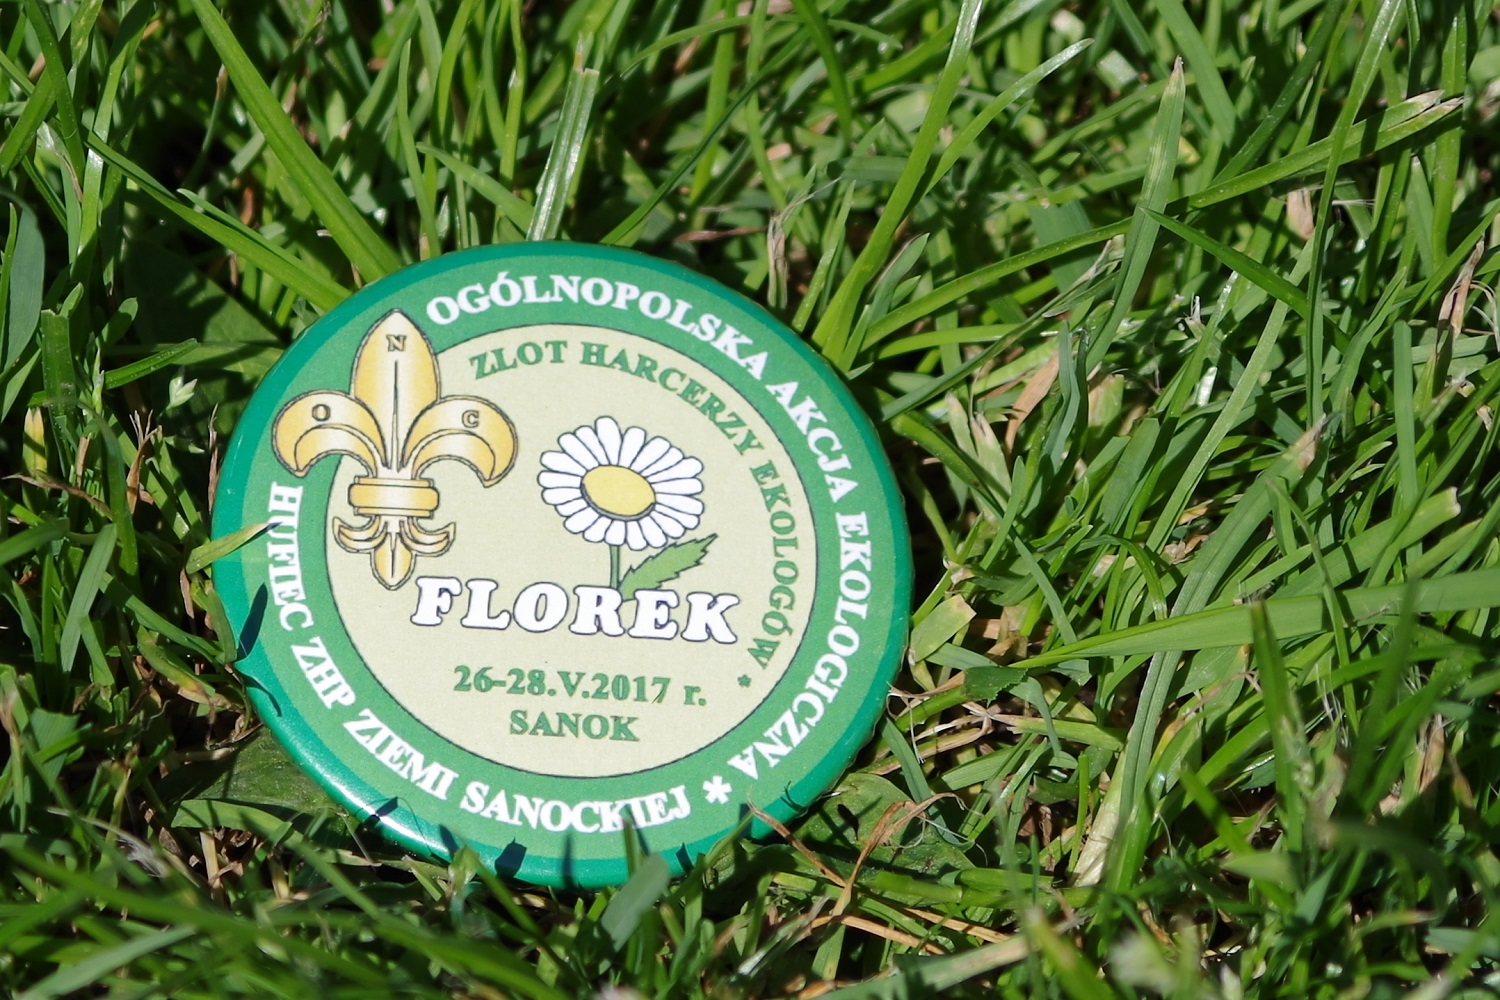 OGÓLNOPOLSKA AKCJA EKOLOGICZNA *
HUFIEC ZHP ZIEMI SANOCKIEJ
ZLOT HARCERZY EKOLOGÓW *
O N C
FLOREK
26-28.V.2017 r.
SANOK